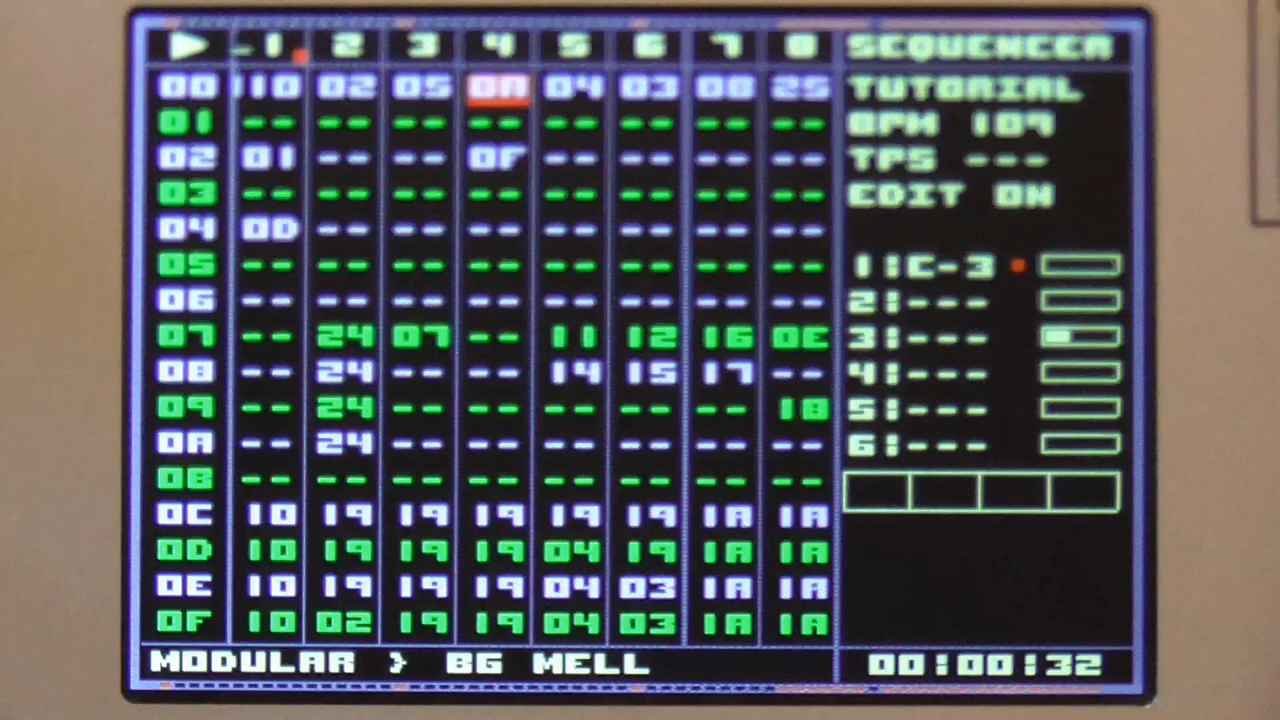 1 2 3 4 5 6 7 8 SEQUENCER
00 10 02 05 0A 04 03 08 25 TUTORIAL
01 -- -- -- -- -- -- -- -- BPM 109
02 01 -- -- 0F -- -- -- -- TPS ---
03 -- -- -- -- -- -- -- -- EDIT ON
04 0D -- -- -- -- -- -- --
05 -- -- -- -- -- -- -- -- 1:C-3
06 -- -- -- -- -- -- -- -- 2:---
07 -- 24 07 -- 11 12 16 0E 3:---
08 -- 24 -- -- 14 15 17 -- 4:---
09 -- 24 -- -- -- -- -- 18 5:---
0A -- 24 -- -- -- -- -- -- 6:---
0B -- -- -- -- -- -- -- --
0C 10 19 19 19 19 19 1A 1A
0D 10 19 19 19 04 19 1A 1A
0E 10 19 19 19 04 03 1A 1A
0F 10 02 19 19 04 03 1A 1A
MODULAR } BG MELL 00:00:32